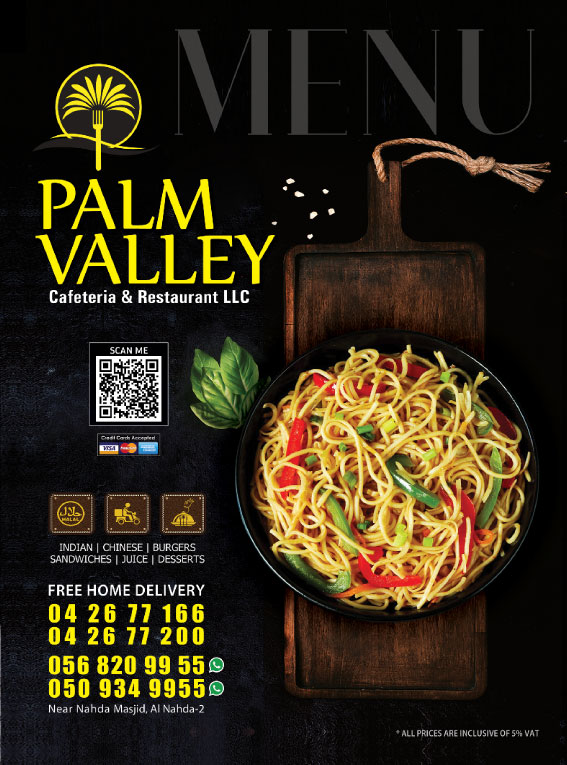 MENU
PALM
VALLEY
Cafeteria & Restaurant LLC
SCAN ME
Credit Cards Accepted
VISA
حلال
HALAL
INDIAN | CHINESE | BURGERS
SANDWICHES | JUICE | DESSERTS
FREE HOME DELIVERY
04 26 77 166
04 26 77 200
056 820 99 55
050 934 9955
Near Nahda Masjid, Al Nahda-2
* ALL PRICES ARE INCLUSIVE OF 5% VAT